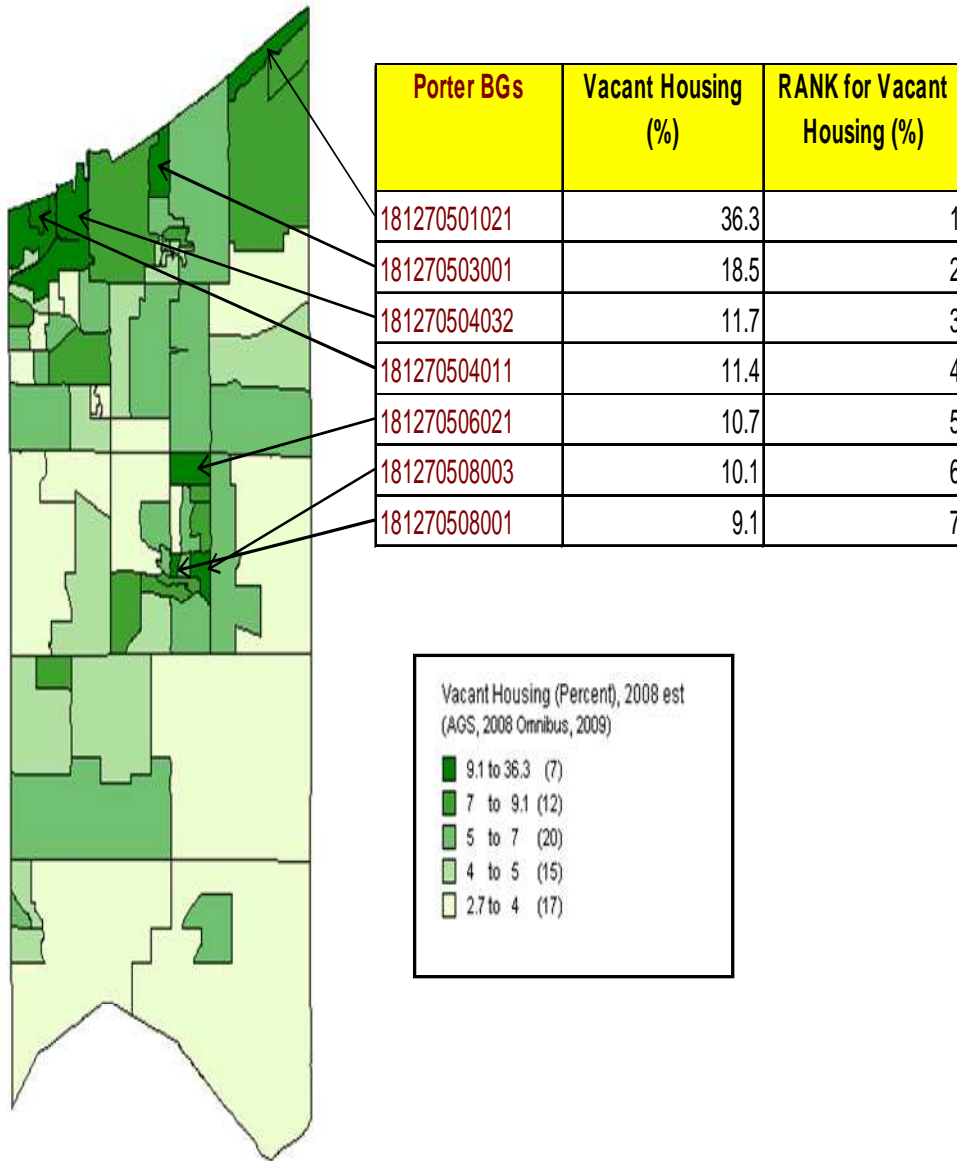 Porter BGs Vacant Housing (%) RANK for Vacant Housing (%)
181270501021 36.3 1
181270503001 18.5 2
181270504032 11.7 3
181270504011 11.4 4
181270506021 10.7 5
181270508003 10.1 6
181270508001 9.1 7
Vacant Housing (Percent), 2008 est
(AGS, 2008 Omnibus, 2009)
9.1 to 36.3 (7)
7 to 9.1 (12)
5 to 7 (20)
4 to 5 (15)
2.7 to 4 (17)